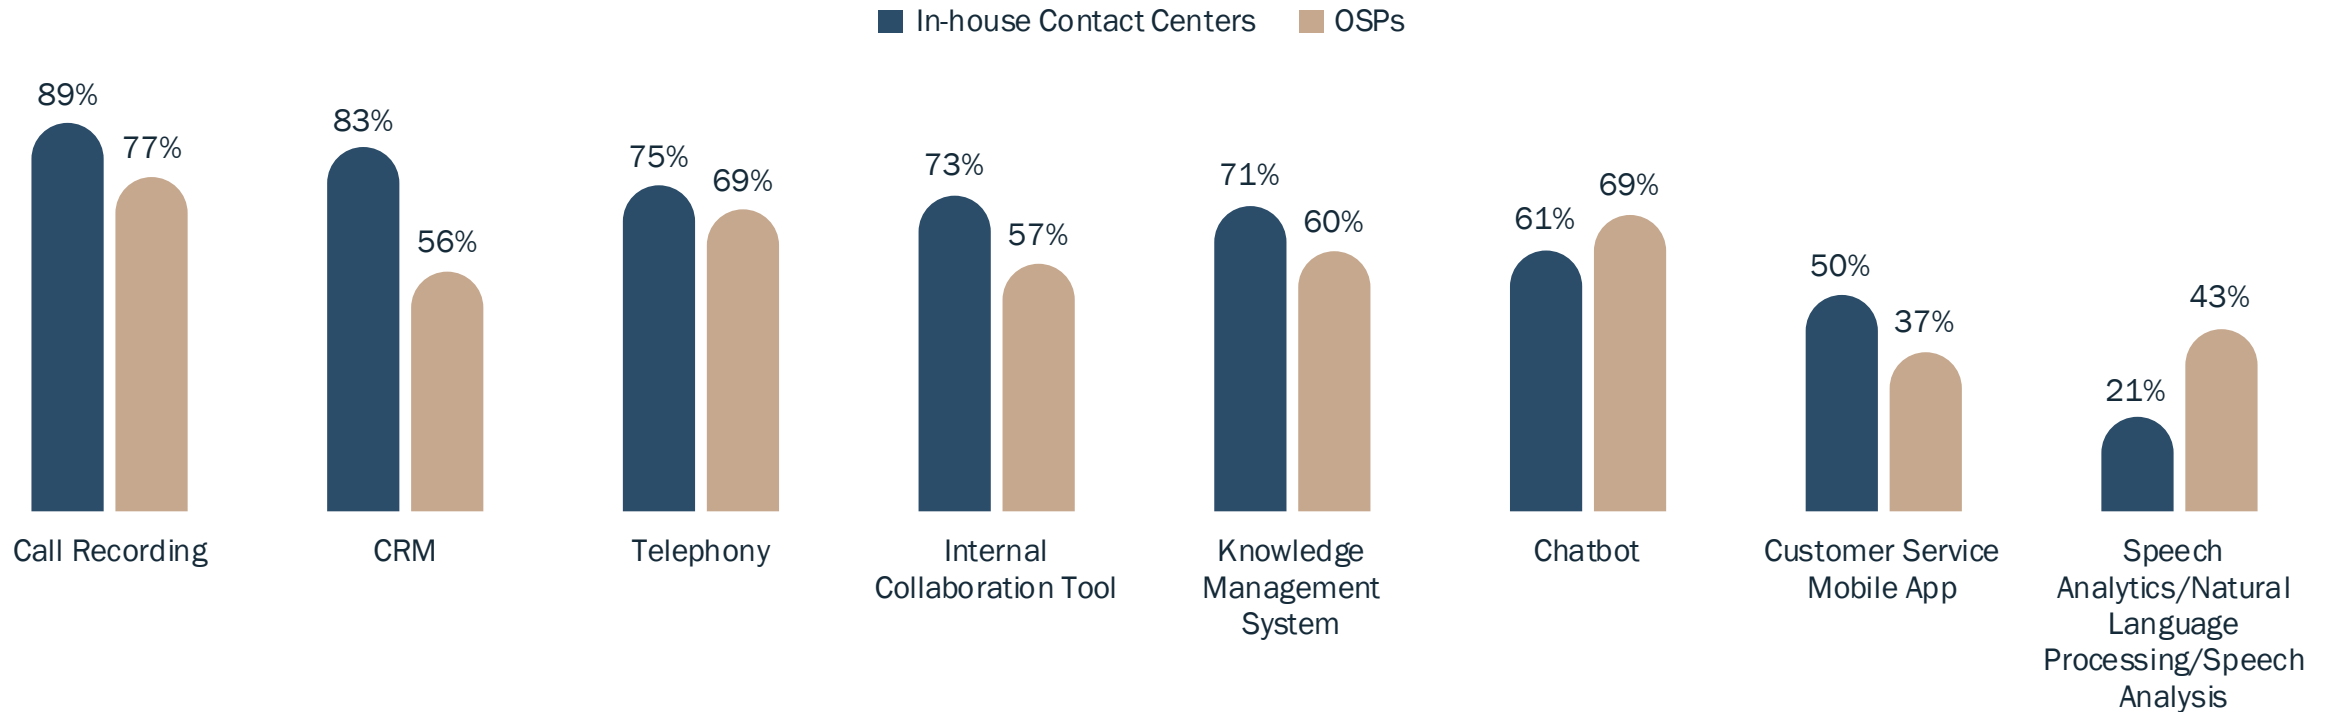 In-house Contact Centers
OSPs
89%
77%
83%
56%
75%
69%
73%
57%
71%
60%
61%
69%
50%
37%
21%
43%
Call Recording
CRM
Telephony
Internal
Collaboration Tool
Knowledge
Management
System
Chatbot
Customer Service
Mobile App
Speech
Analytics/Natural
Language
Processing/Speech
Analysis